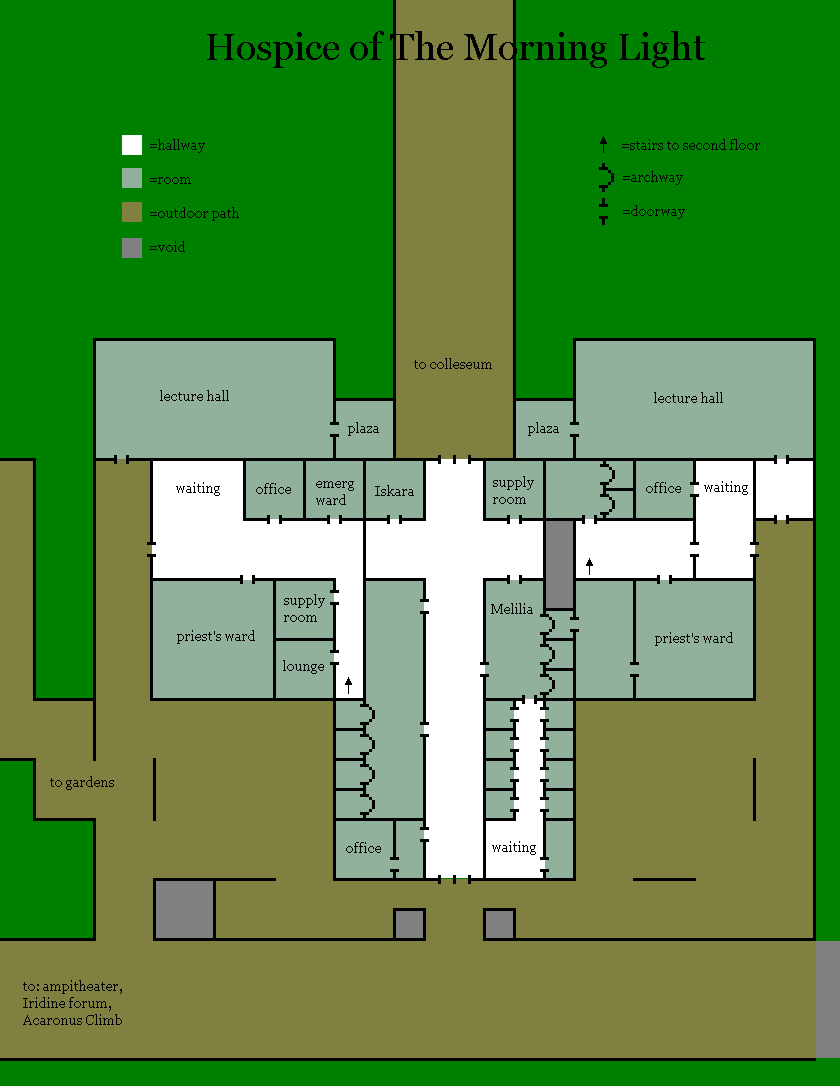 Hospice of The Morning Light
=hallway
=room
=outdoor path
=void
=stairs to second floor
=archway
=doorway
to colleseum
lecture hall
lecture hall
plaza
plaza
waiting
office
emerg
ward
Iskara
supply
room
office
waiting
priest's ward
supply
room
lounge
Melilia
priest's ward
to gardens
office
waiting
to: ampitheater,
Iridine forum,
Acaronus Climb